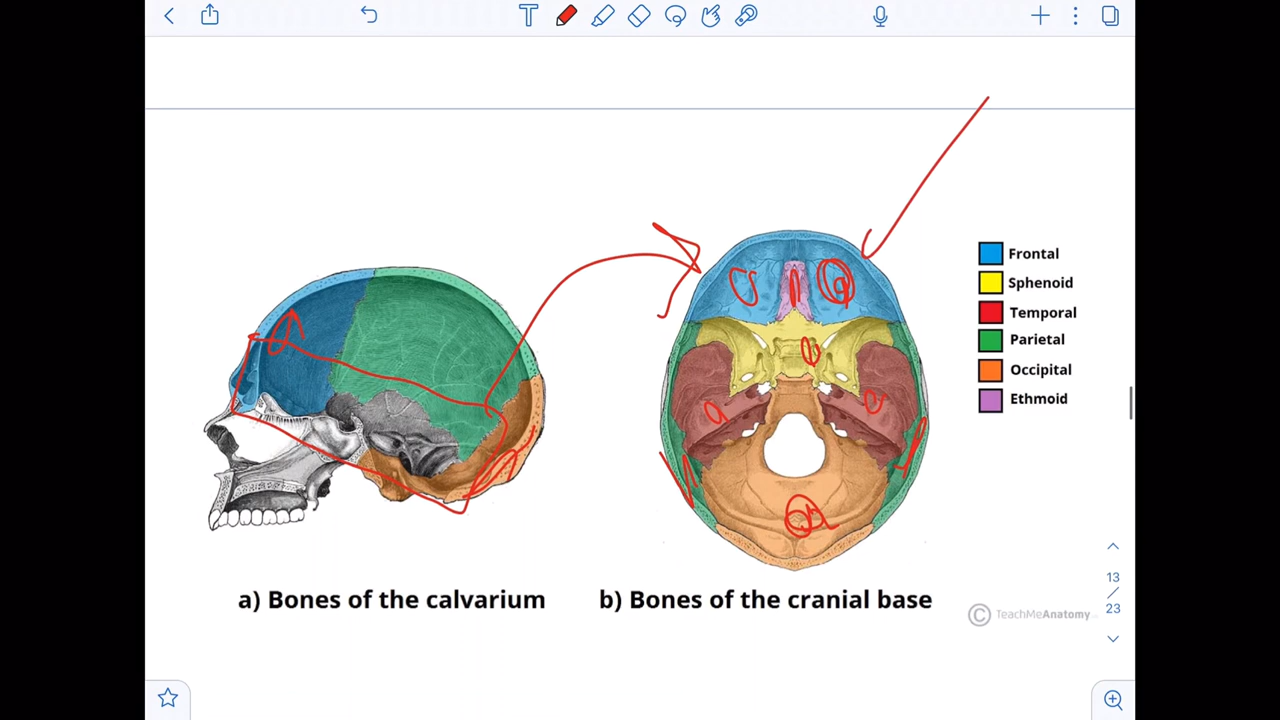 T
Frontal
Sphenoid
Temporal
Parietal
Occipital
Ethmoid
a) Bones of the calvarium
b) Bones of the cranial base
© TeachMeAnatomy
13
/
23